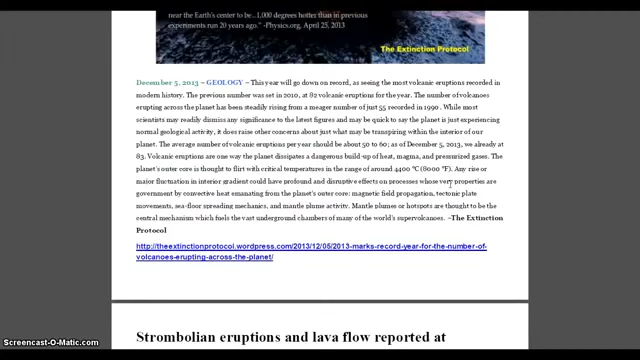 near the Earth's center to be...1,000 degrees hotter than in previous
experiments run 20 years ago." -Physics.org, April 25, 2013
The Extinction Protocol
December 5, 2013 – GEOLOGY – This year will go down on record, as seeing the most volcanic eruptions recorded in
modern history. The previous number was set in 2010, at 82 volcanic eruptions for the year. The number of volcanoes
erupting across the planet has been steadily rising from a meager number of just 55 recorded in 1990. While most
scientists may readily dismiss any significance to the latest figures and may be quick to say the planet is just experiencing
normal geological activity, it does raise other concerns about just what may be transpiring within the interior of our
planet. The average number of volcanic eruptions per year should be about 50 to 60; as of December 5, 2013, we already at
83. Volcanic eruptions are one way the planet dissipates a dangerous build-up of heat, magma, and pressurized gases. The
planet's outer core is thought to flirt with critical temperatures in the range of around 4400 °C (8000 °F). Any rise or
major fluctuation in interior gradient could have profound and disruptive effects on processes whose very properties are
government by convective heat emanating from the planet's outer core: magnetic field propagation, tectonic plate
movements, sea-floor spreading mechanics, and mantle plume activity. Mantle plumes or hotspots are thought to be the
central mechanism which fuels the vast underground chambers of many of the world's supervolcanoes. –The Extinction
Protocol
http://theextinctionprotocol.wordpress.com/2013/12/05/2013-marks-record-year-for-the-number-of-
volcanoes-erupting-across-the-planet/
Strombolian eruptions and lava flow reported at
Screencast-O-Matic.com